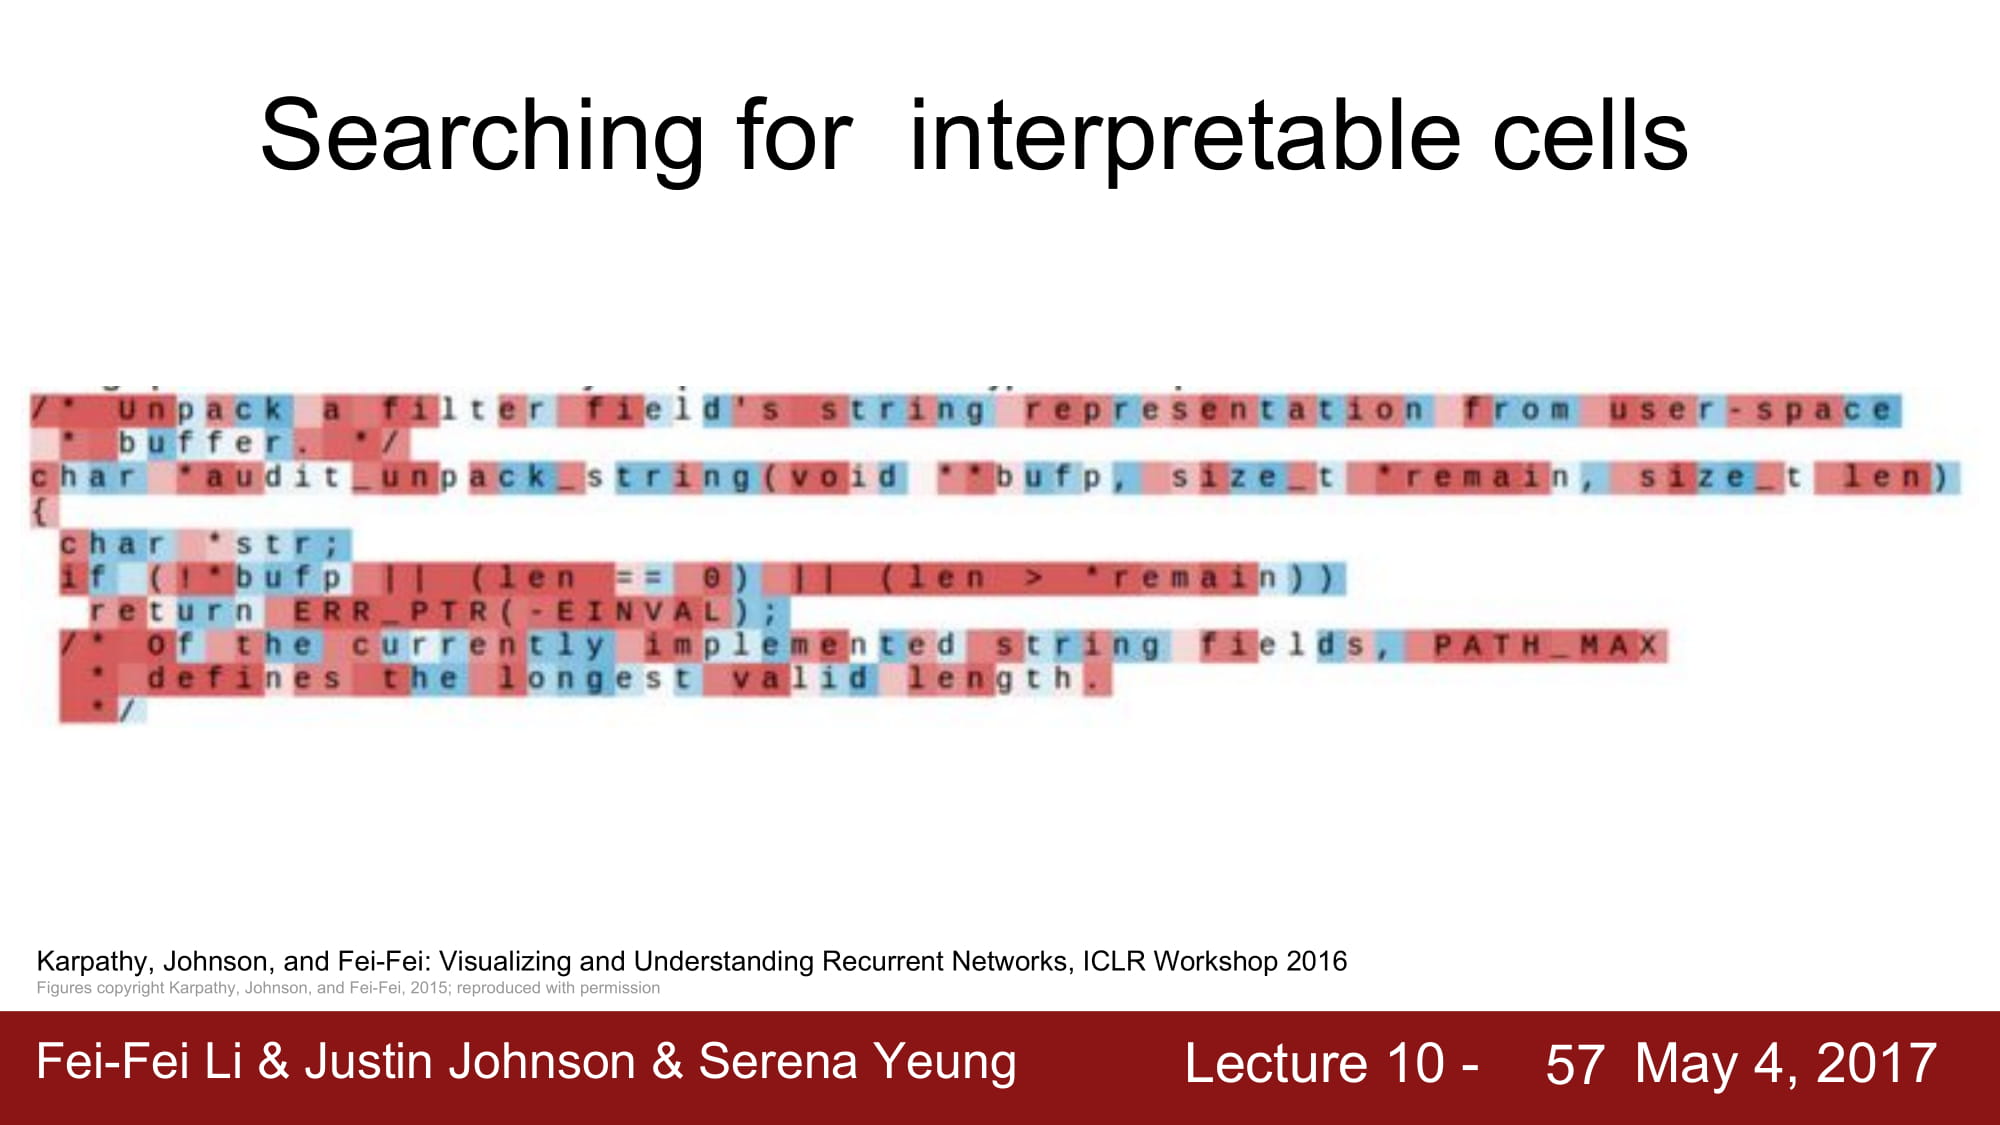 Searching for interpretable cells
/* Unpack a filter field's string representation from user-space
 * buffer. */
char *audit_unpack_string(void **bufp, size_t *remain, size_t len)
{
 char *str;
 if (!*bufp || (len == 0) || (len > *remain))
  return ERR_PTR(-EINVAL);
 /* Of the currently implemented string fields, PATH_MAX
  * defines the longest valid length.
  */
Karpathy, Johnson, and Fei-Fei: Visualizing and Understanding Recurrent Networks, ICLR Workshop 2016
Figures copyright Karpathy, Johnson, and Fei-Fei, 2015; reproduced with permission
Fei-Fei Li & Justin Johnson & Serena Yeung Lecture 10 - 57 May 4, 2017